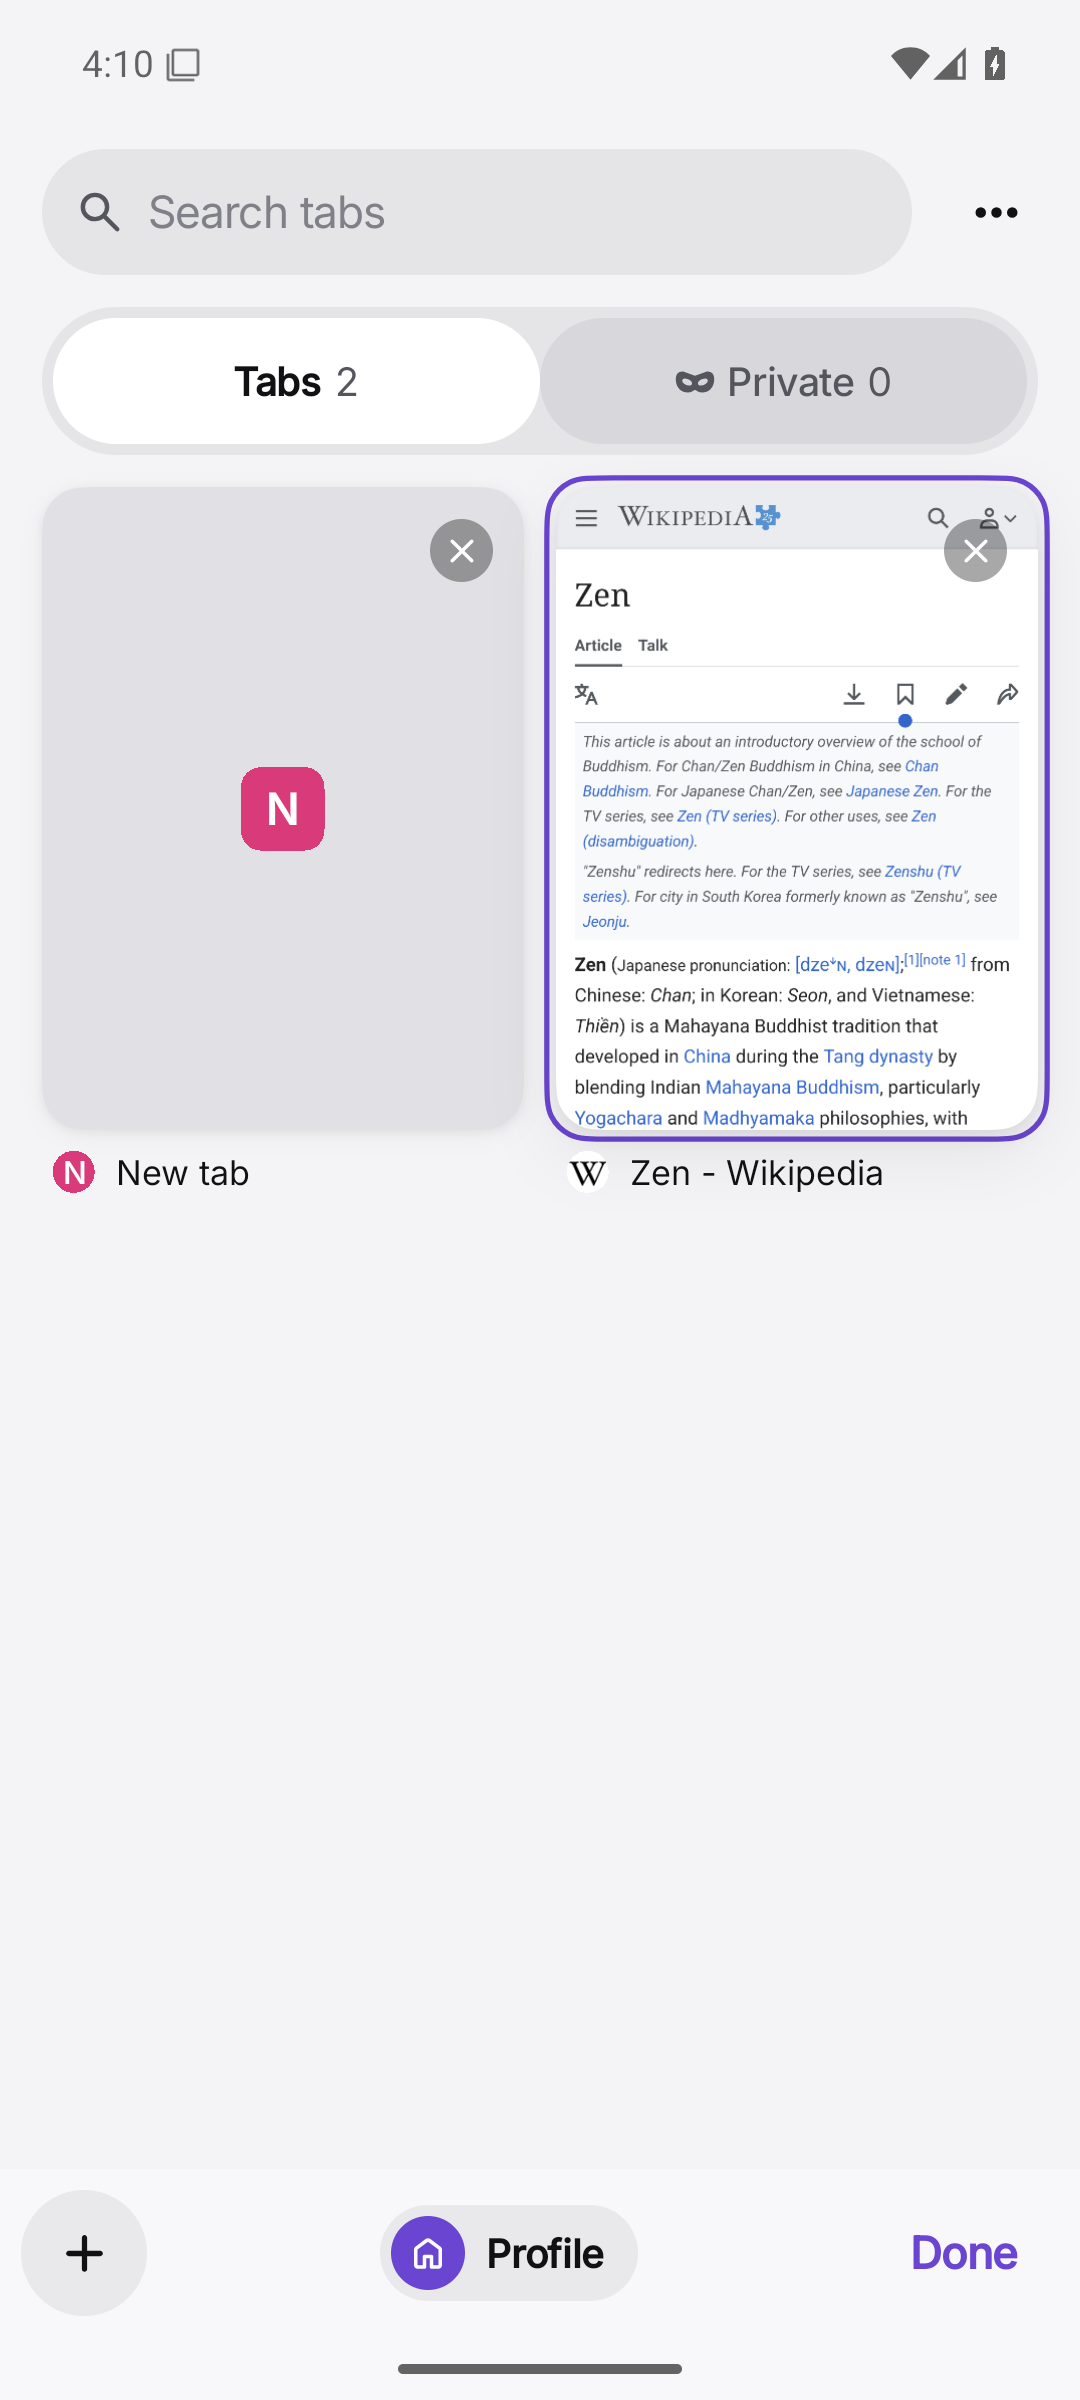 4:10
Search tabs
Tabs 2
Private 0
N
WIKIPEDIA 25
Zen
Article Talk
This article is about an introductory overview of the school of
Buddhism. For Chan/Zen Buddhism in China, see Chan
Buddhism. For Japanese Chan/Zen, see Japanese Zen. For the
TV series, see Zen (TV series). For other uses, see Zen
(disambiguation).
"Zenshu" redirects here. For the TV series, see Zenshu (TV
series). For city in South Korea formerly known as "Zenshu", see
Jeonju.
Zen (Japanese pronunciation: [dzeꜜɴ, dzeɴ];[1][note 1] from
Chinese: Chan; in Korean: Seon, and Vietnamese:
Thiền) is a Mahayana Buddhist tradition that
developed in China during the Tang dynasty by
blending Indian Mahayana Buddhism, particularly
Yogachara and Madhyamaka philosophies, with
N New tab
W Zen - Wikipedia
Profile
Done